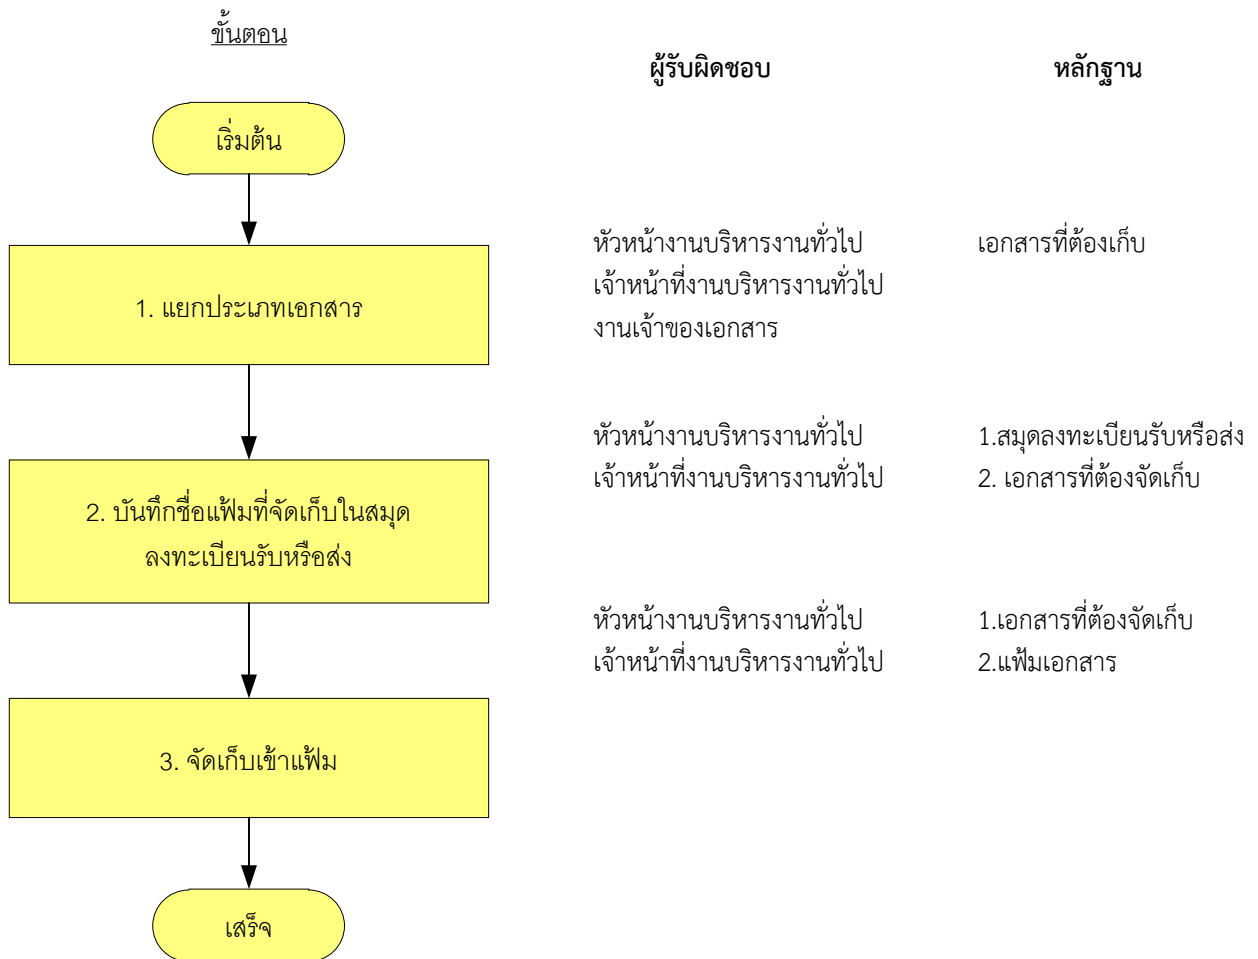 ขั้นตอน
ผู้รับผิดชอบ
หลักฐาน
เริ่มต้น
1. แยกประเภทเอกสาร
หัวหน้างานบริหารงานทั่วไป
เจ้าหน้าที่งานบริหารงานทั่วไป
งานเจ้าของเอกสาร
เอกสารที่ต้องเก็บ
2. บันทึกชื่อแฟ้มที่จัดเก็บในสมุด
ลงทะเบียนรับหรือส่ง
หัวหน้างานบริหารงานทั่วไป
เจ้าหน้าที่งานบริหารงานทั่วไป
1.สมุดลงทะเบียนรับหรือส่ง
2. เอกสารที่ต้องจัดเก็บ
3. จัดเก็บเข้าแฟ้ม
หัวหน้างานบริหารงานทั่วไป
เจ้าหน้าที่งานบริหารงานทั่วไป
1.เอกสารที่ต้องจัดเก็บ
2.แฟ้มเอกสาร
เสร็จ